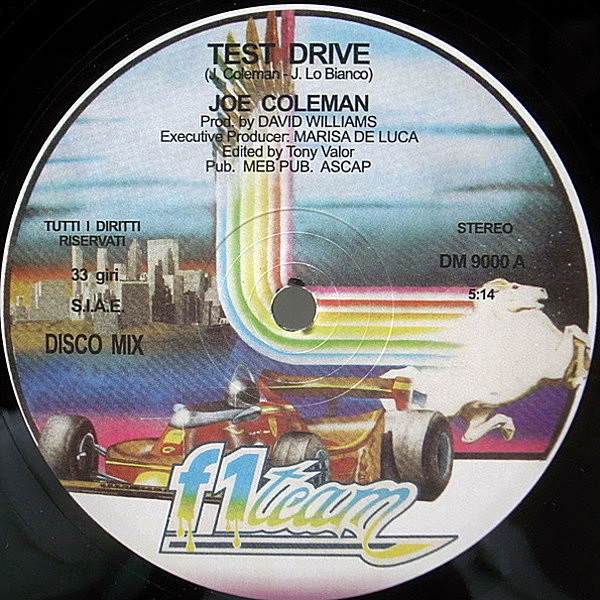 TEST DRIVE
(J. Coleman - J. Lo Bianco)
JOE COLEMAN
Prod. by DAVID WILLIAMS
Executive Producer: MARISA DE LUCA
Edited by Tony Valor
Pub. MEB PUB. ASCAP
TUTTI I DIRITTI
RISERVATI
33 giri
S.I.A.E.
DISCO MIX
STEREO
DM 9000 A
5:14
f1 team